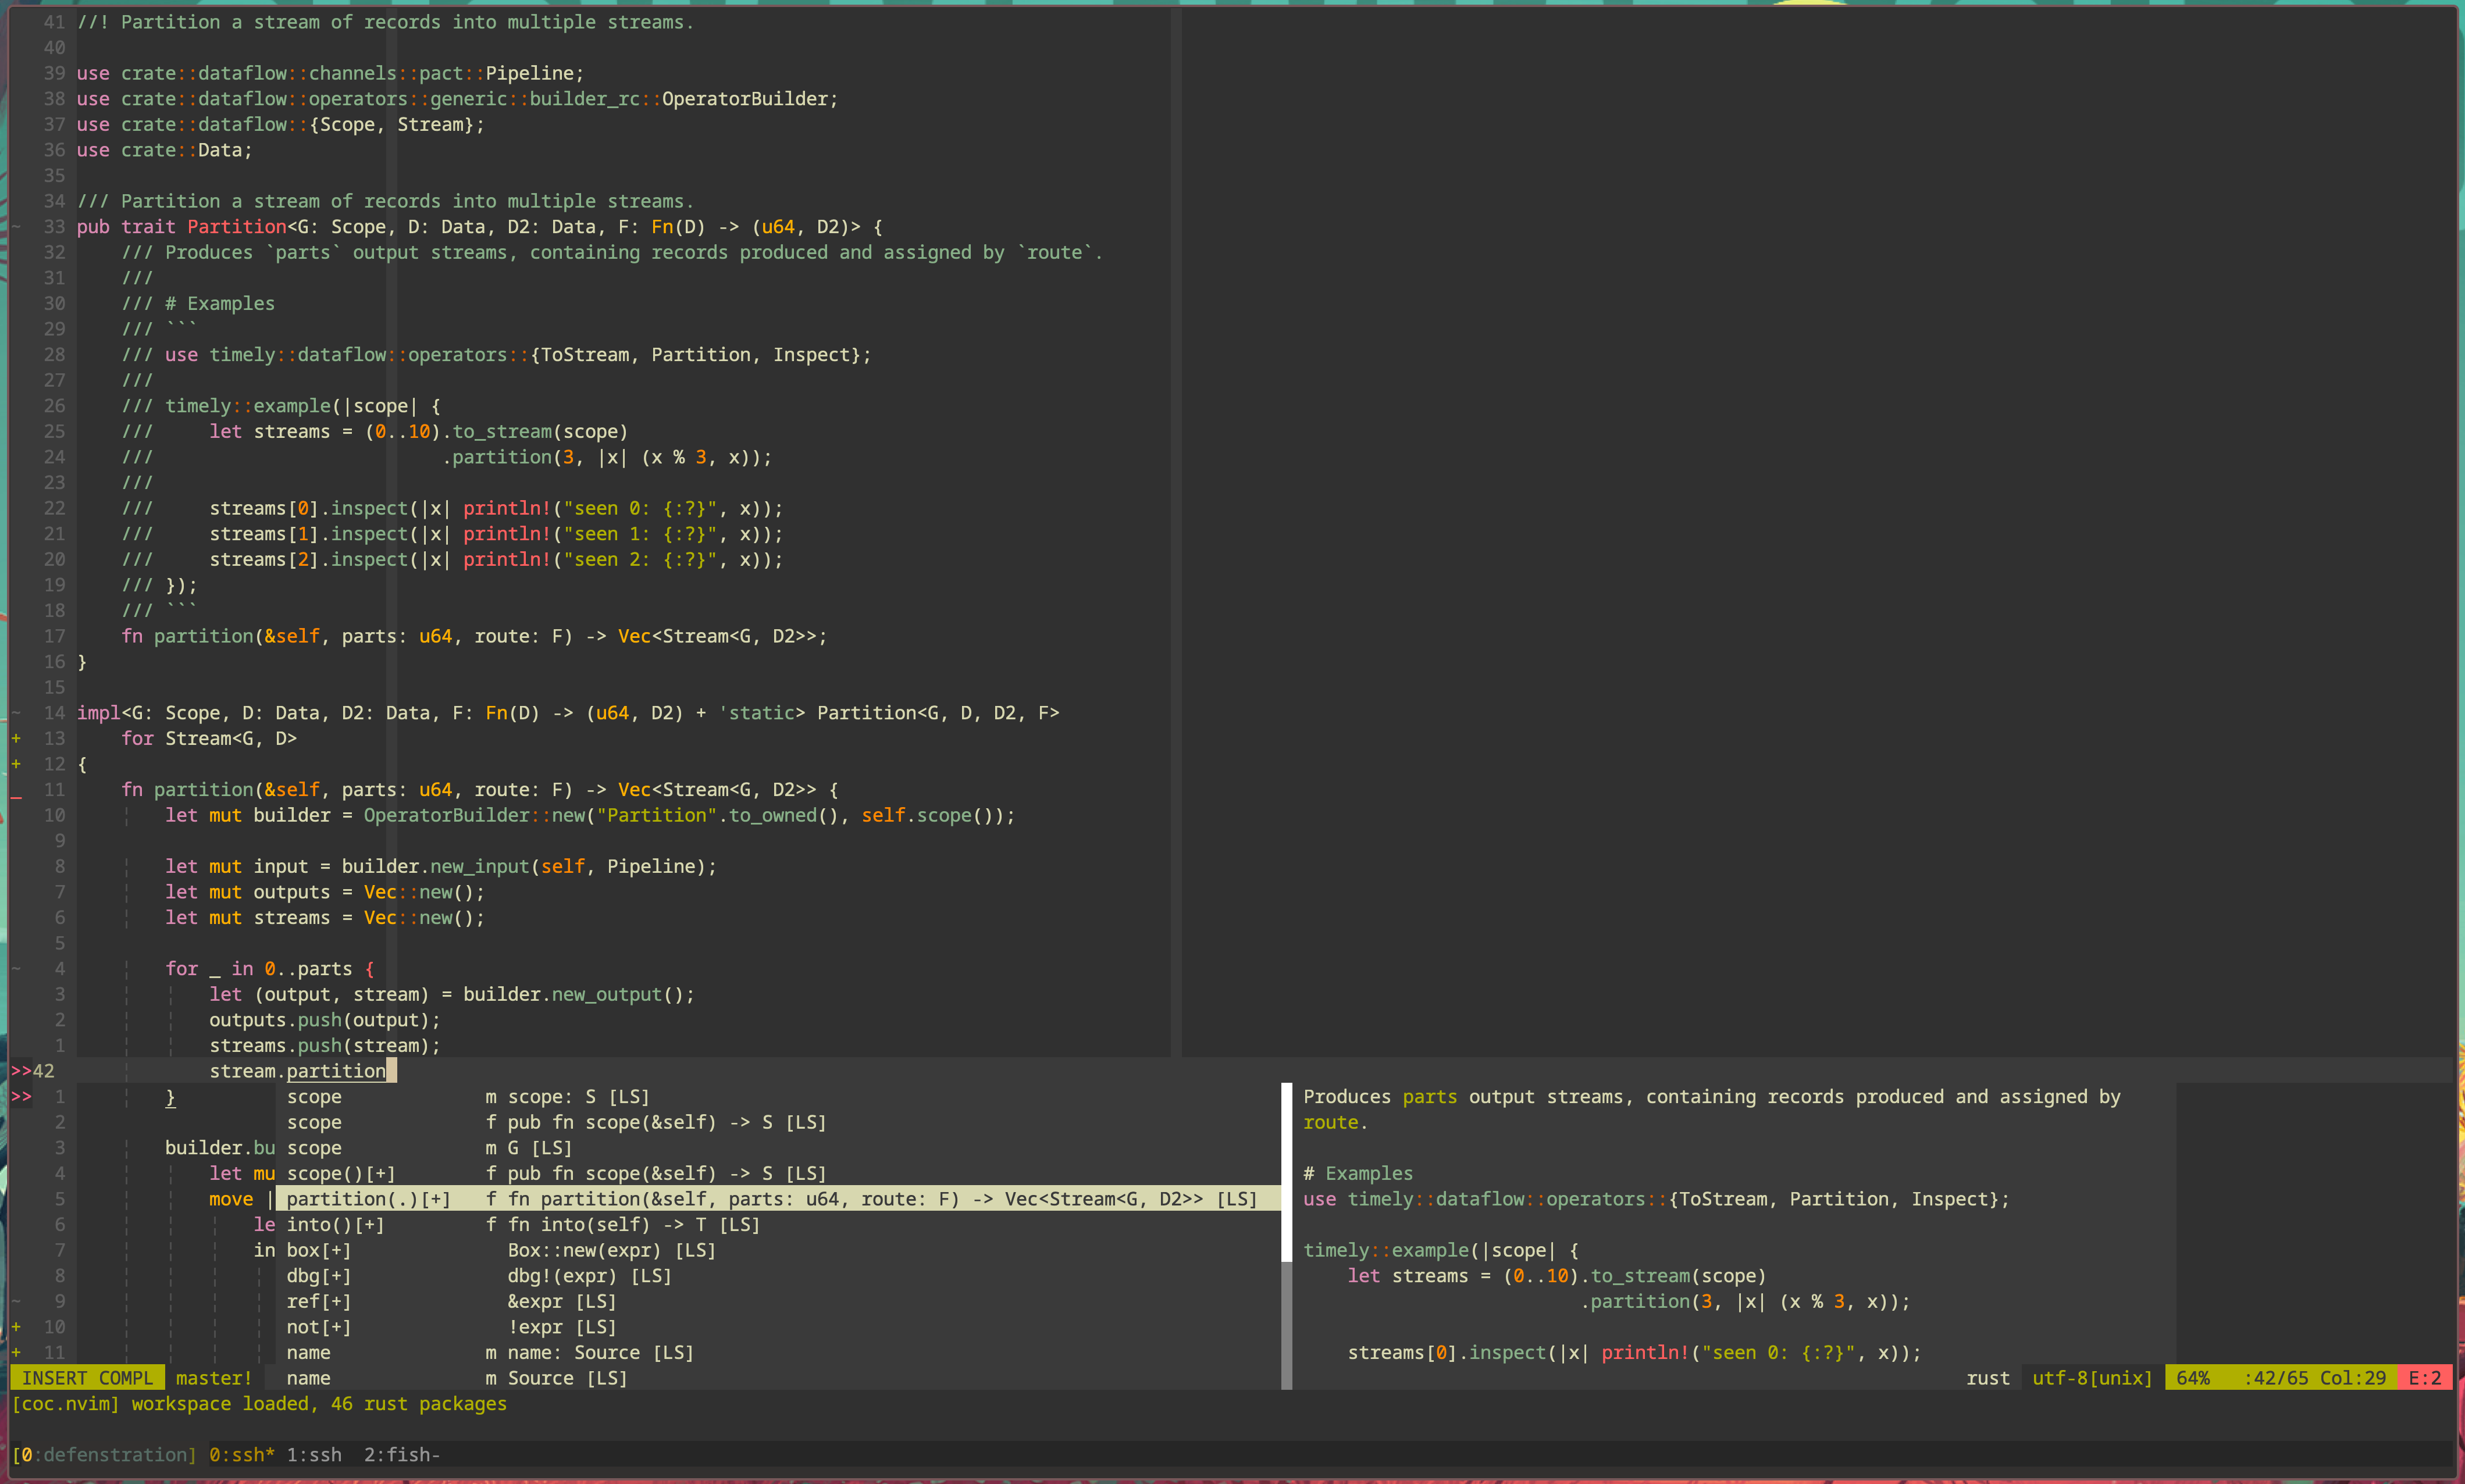 41 //! Partition a stream of records into multiple streams.
40
39 use crate::dataflow::channels::pact::Pipeline;
38 use crate::dataflow::operators::generic::builder_rc::OperatorBuilder;
37 use crate::dataflow::{Scope, Stream};
36 use crate::Data;
35
34 /// Partition a stream of records into multiple streams.
~ 33 pub trait Partition<G: Scope, D: Data, D2: Data, F: Fn(D) -> (u64, D2)> {
32     /// Produces `parts` output streams, containing records produced and assigned by `route`.
31     ///
30     /// # Examples
29     /// ```
28     /// use timely::dataflow::operators::{ToStream, Partition, Inspect};
27     ///
26     /// timely::example(|scope| {
25     ///     let streams = (0..10).to_stream(scope)
24     ///                          .partition(3, |x| (x % 3, x));
23     ///
22     ///     streams[0].inspect(|x| println!("seen 0: {:?}", x));
21     ///     streams[1].inspect(|x| println!("seen 1: {:?}", x));
20     ///     streams[2].inspect(|x| println!("seen 2: {:?}", x));
19     /// });
18     /// ```
17     fn partition(&self, parts: u64, route: F) -> Vec<Stream<G, D2>>;
16 }
15
~ 14 impl<G: Scope, D: Data, D2: Data, F: Fn(D) -> (u64, D2) + 'static> Partition<G, D, D2, F>
+ 13     for Stream<G, D>
+ 12 {
_ 11     fn partition(&self, parts: u64, route: F) -> Vec<Stream<G, D2>> {
10         let mut builder = OperatorBuilder::new("Partition".to_owned(), self.scope());
9
8         let mut input = builder.new_input(self, Pipeline);
7         let mut outputs = Vec::new();
6         let mut streams = Vec::new();
5
~ 4         for _ in 0..parts {
3             let (output, stream) = builder.new_output();
2             outputs.push(output);
1             streams.push(stream);
>>42             stream.partition
>> 1         } scope m scope: S [LS] Produces parts output streams, containing records produced and assigned by
2 scope f pub fn scope(&self) -> S [LS] route.
3         builder.bu scope m G [LS]
4             let mu scope()[+] f pub fn scope(&self) -> S [LS] # Examples
5             move | partition(.)[+] f fn partition(&self, parts: u64, route: F) -> Vec<Stream<G, D2>> [LS] use timely::dataflow::operators::{ToStream, Partition, Inspect};
6                 le into()[+] f fn into(self) -> T [LS]
7                 in box[+] Box::new(expr) [LS] timely::example(|scope| {
8 dbg[+] dbg!(expr) [LS]     let streams = (0..10).to_stream(scope)
~ 9 ref[+] &expr [LS]                          .partition(3, |x| (x % 3, x));
+ 10 not[+] !expr [LS]
+ 11 name m name: Source [LS]     streams[0].inspect(|x| println!("seen 0: {:?}", x));
INSERT COMPL master! name m Source [LS] rust utf-8[unix] 64% :42/65 Col:29 E:2
[coc.nvim] workspace loaded, 46 rust packages
[0:defenstration] 0:ssh* 1:ssh  2:fish-